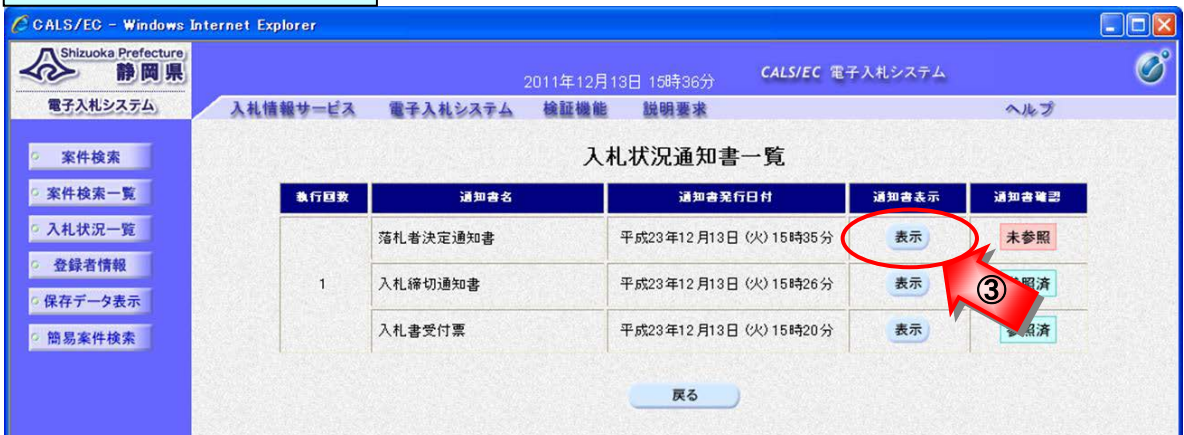 CALS/EC - Windows Internet Explorer
Shizuoka Prefecture
静岡県
2011年12月13日 15時36分
CALS/EC 電子入札システム
電子入札システム
入札情報サービス 電子入札システム 検証機能 説明要求 ヘルプ
案件検索
案件検索一覧
入札状況一覧
登録者情報
保存データ表示
簡易案件検索
入札状況通知書一覧
執行回数 通知書名 通知書発行日付 通知書表示 通知書確認
落札者決定通知書 平成23年12月13日 (火) 15時35分 表示 未参照
1 入札締切通知書 平成23年12月13日 (火) 15時26分 表示 参照済
入札書受付票 平成23年12月13日 (火) 15時20分 表示 参照済
③
戻る